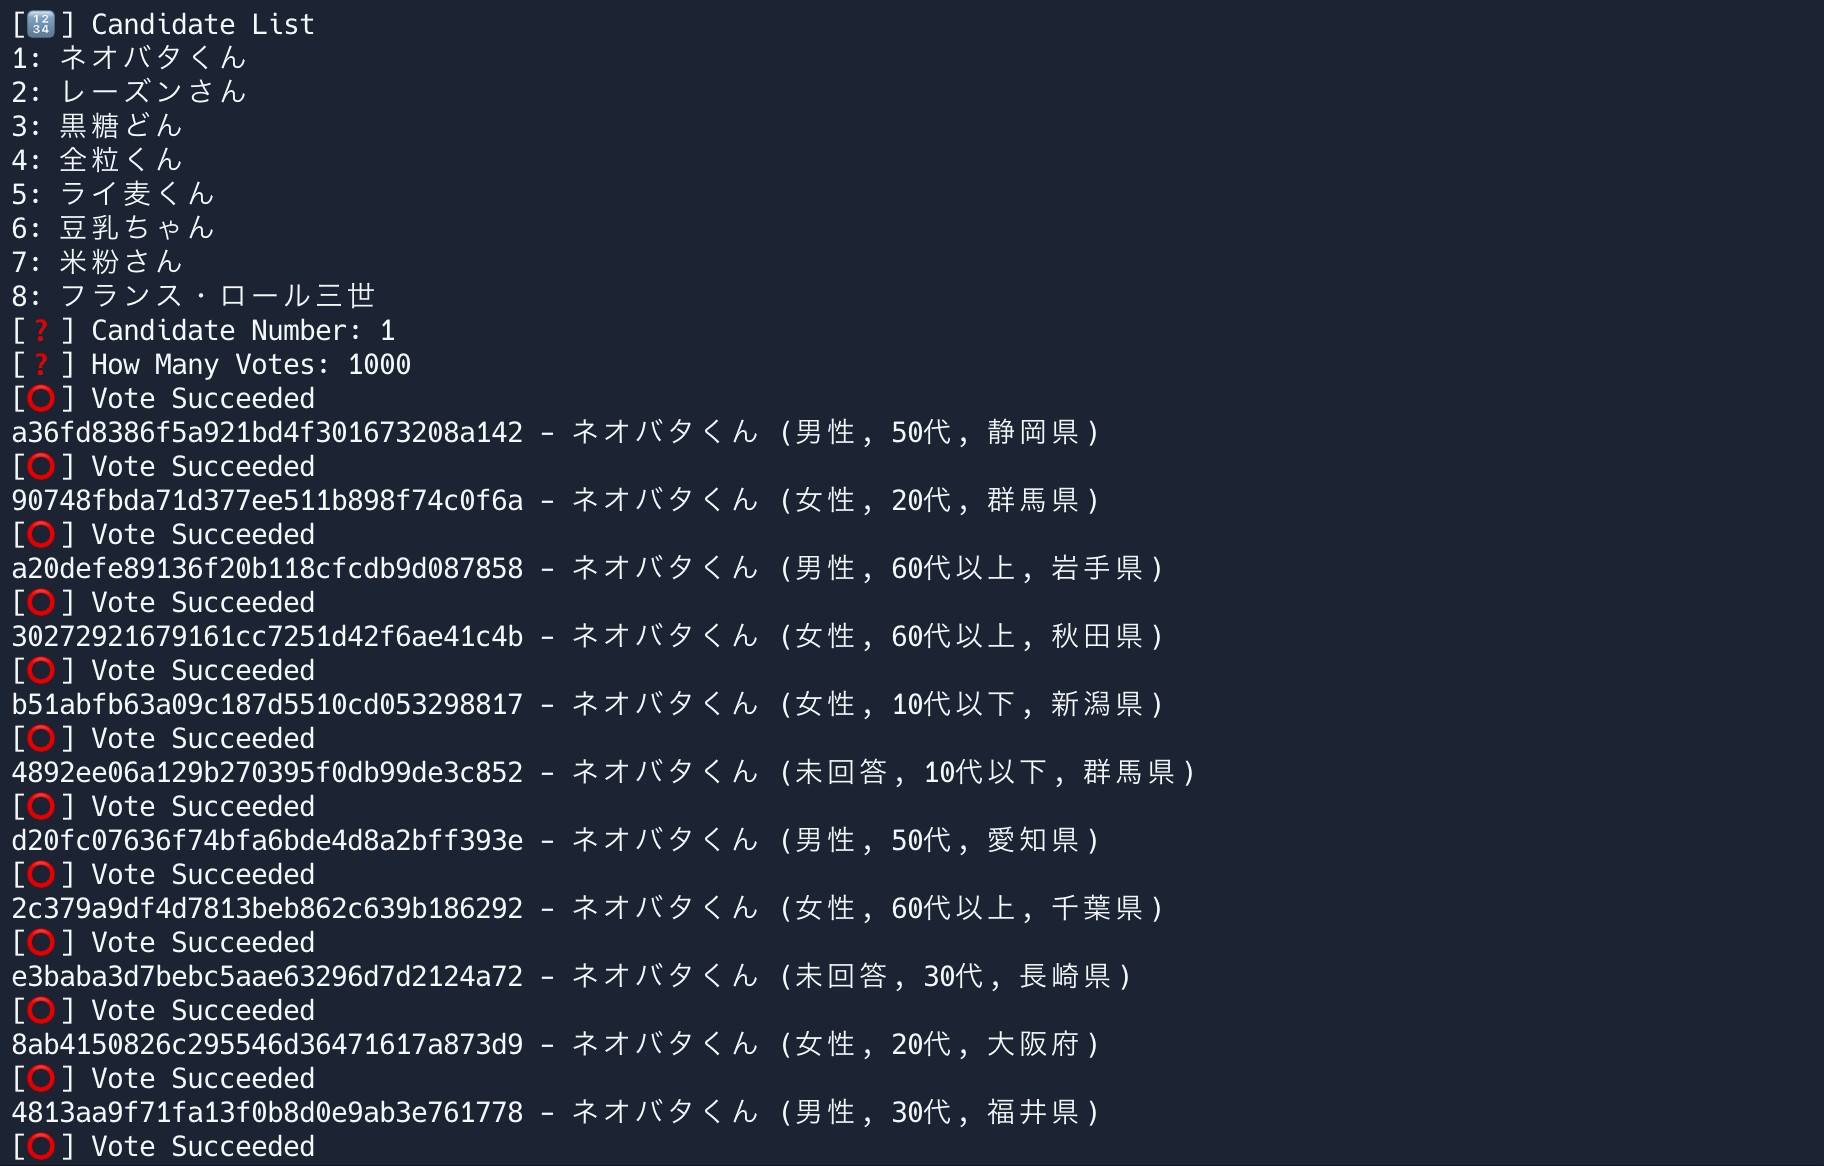 [🔢] Candidate List
1: ネオバタくん
2: レーズンさん
3: 黒糖どん
4: 全粒くん
5: ライ麦くん
6: 豆乳ちゃん
7: 米粉さん
8: フランス・ロール三世
[❓] Candidate Number: 1
[❓] How Many Votes: 1000
[⭕] Vote Succeeded
a36fd8386f5a921bd4f301673208a142 - ネオバタくん (男性, 50代, 静岡県)
[⭕] Vote Succeeded
90748fbda71d377ee511b898f74c0f6a - ネオバタくん (女性, 20代, 群馬県)
[⭕] Vote Succeeded
a20defe89136f20b118cfcdb9d087858 - ネオバタくん (男性, 60代以上, 岩手県)
[⭕] Vote Succeeded
30272921679161cc7251d42f6ae41c4b - ネオバタくん (女性, 60代以上, 秋田県)
[⭕] Vote Succeeded
b51abfb63a09c187d5510cd053298817 - ネオバタくん (女性, 10代以下, 新潟県)
[⭕] Vote Succeeded
4892ee06a129b270395f0db99de3c852 - ネオバタくん (未回答, 10代以下, 群馬県)
[⭕] Vote Succeeded
d20fc07636f74bfa6bde4d8a2bff393e - ネオバタくん (男性, 50代, 愛知県)
[⭕] Vote Succeeded
2c379a9df4d7813beb862c639b186292 - ネオバタくん (女性, 60代以上, 千葉県)
[⭕] Vote Succeeded
e3baba3d7bebc5aae63296d7d2124a72 - ネオバタくん (未回答, 30代, 長崎県)
[⭕] Vote Succeeded
8ab4150826c295546d36471617a873d9 - ネオバタくん (女性, 20代, 大阪府)
[⭕] Vote Succeeded
4813aa9f71fa13f0b8d0e9ab3e761778 - ネオバタくん (男性, 30代, 福井県)
[⭕] Vote Succeeded